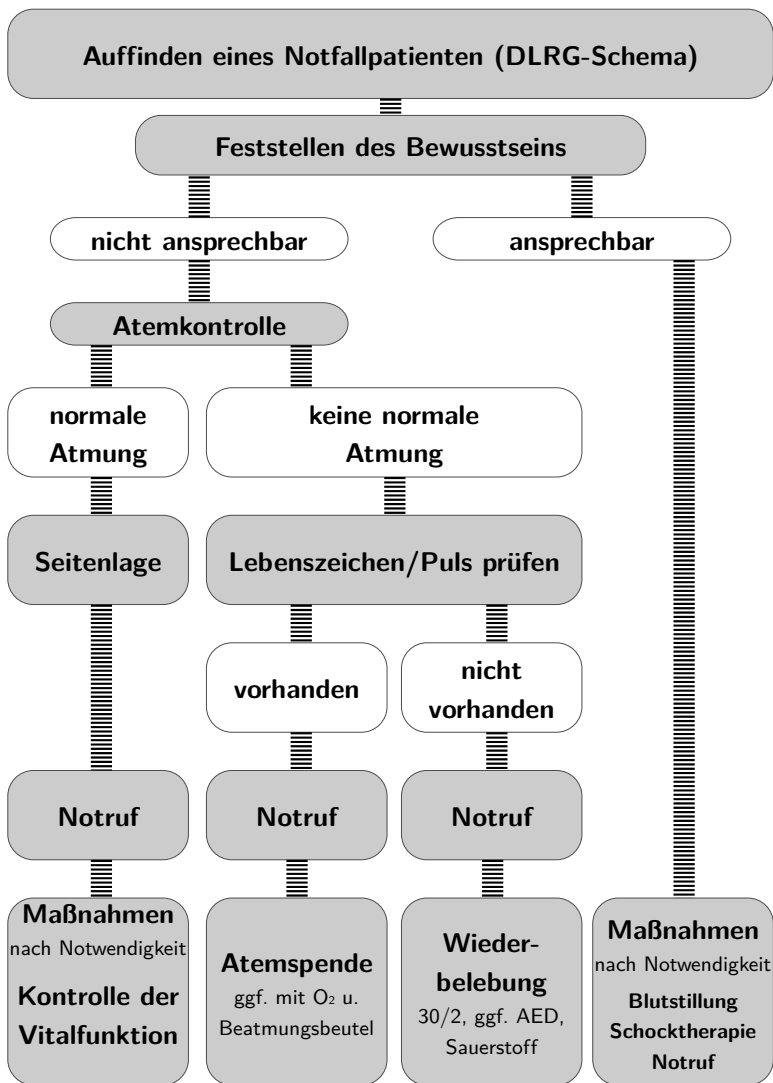 Auffinden eines Notfallpatienten (DLRG-Schema)
Feststellen des Bewusstseins
nicht ansprechbar
ansprechbar
Atemkontrolle
normale
Atmung
keine normale
Atmung
Seitenlage
Lebenszeichen/Puls prüfen
vorhanden
nicht
vorhanden
Notruf
Notruf
Notruf
Maßnahmen
nach Notwendigkeit
Kontrolle der
Vitalfunktion
Atemspende
ggf. mit O₂ u.
Beatmungsbeutel
Wieder-
belebung
30/2, ggf. AED,
Sauerstoff
Maßnahmen
nach Notwendigkeit
Blutstillung
Schocktherapie
Notruf